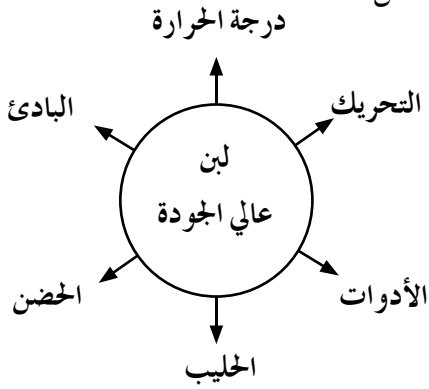 درجة الحرارة
التحريك
البادئ
لبن
عالي الجودة
الأدوات
الحضن
الحليب